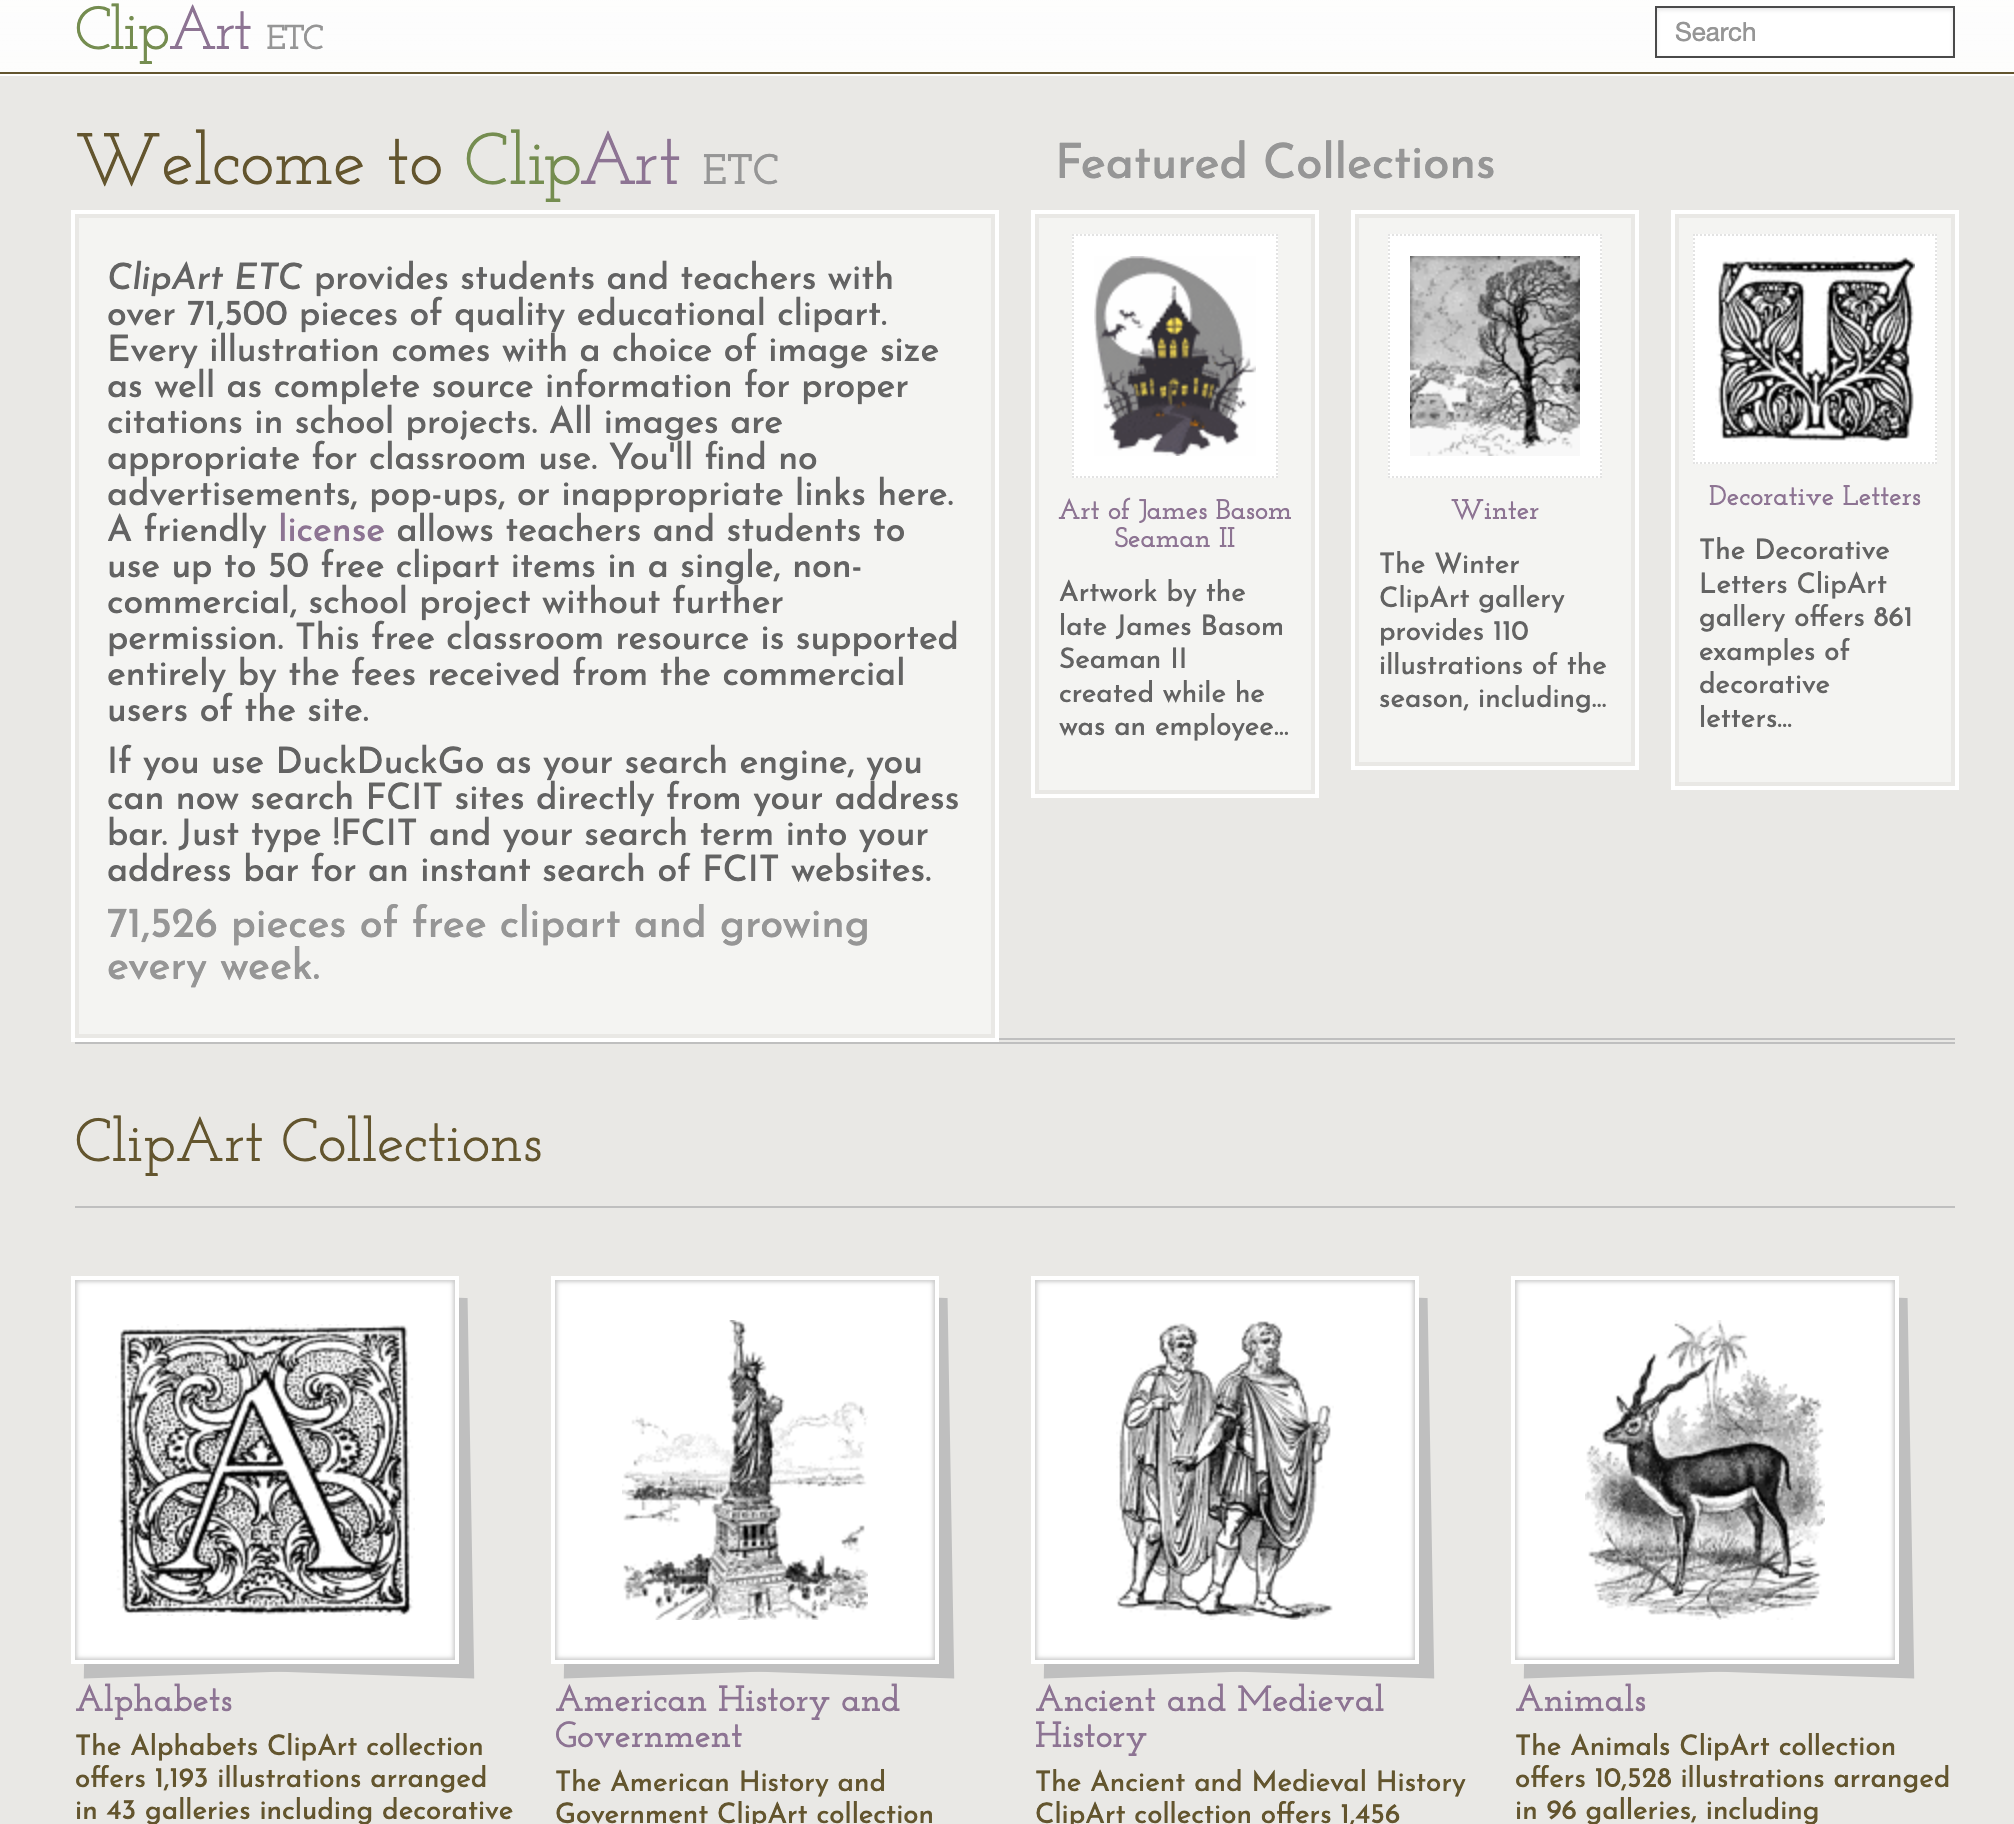 ClipArt ETC
Search
Welcome to ClipArt ETC
ClipArt ETC provides students and teachers with
over 71,500 pieces of quality educational clipart.
Every illustration comes with a choice of image size
as well as complete source information for proper
citations in school projects. All images are
appropriate for classroom use. You'll find no
advertisements, pop-ups, or inappropriate links here.
A friendly license allows teachers and students to
use up to 50 free clipart items in a single, non-
commercial, school project without further
permission. This free classroom resource is supported
entirely by the fees received from the commercial
users of the site.
If you use DuckDuckGo as your search engine, you
can now search FCIT sites directly from your address
bar. Just type !FCIT and your search term into your
address bar for an instant search of FCIT websites.
71,526 pieces of free clipart and growing
every week.
Featured Collections
T
Art of James Basom
Seaman II
Artwork by the
late James Basom
Seaman II
created while he
was an employee...
Winter
The Winter
ClipArt gallery
provides 110
illustrations of the
season, including...
Decorative Letters
The Decorative
Letters ClipArt
gallery offers 861
examples of
decorative
letters...
ClipArt Collections
A
Alphabets
The Alphabets ClipArt collection
offers 1,193 illustrations arranged
in 43 galleries including decorative
American History and
Government
The American History and
Government ClipArt collection
Ancient and Medieval
History
The Ancient and Medieval History
ClipArt collection offers 1,456
Animals
The Animals ClipArt collection
offers 10,528 illustrations arranged
in 96 galleries, including